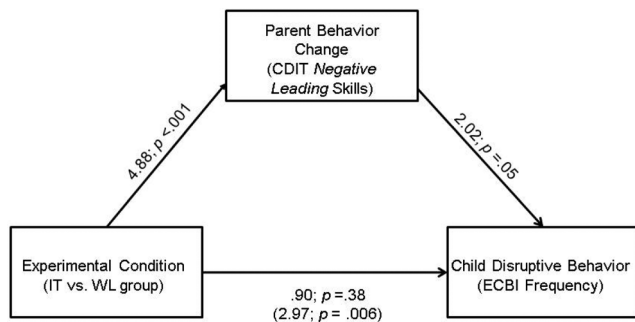 Parent Behavior
Change
(CDIT Negative
Leading Skills)
4.88; p <.001
2.02; p =.05
Experimental Condition
(IT vs. WL group)
Child Disruptive Behavior
(ECBI Frequency)
.90; p =.38
(2.97; p = .006)